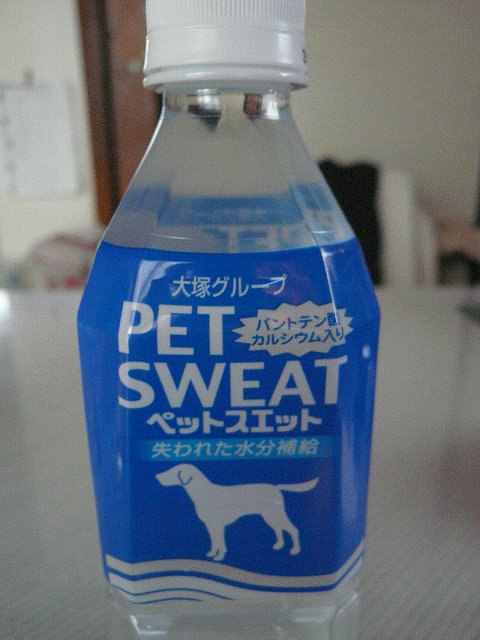 大塚グループ
PET
パントテン酸
カルシウム入り
SWEAT
ペットスエット
失われた水分補給